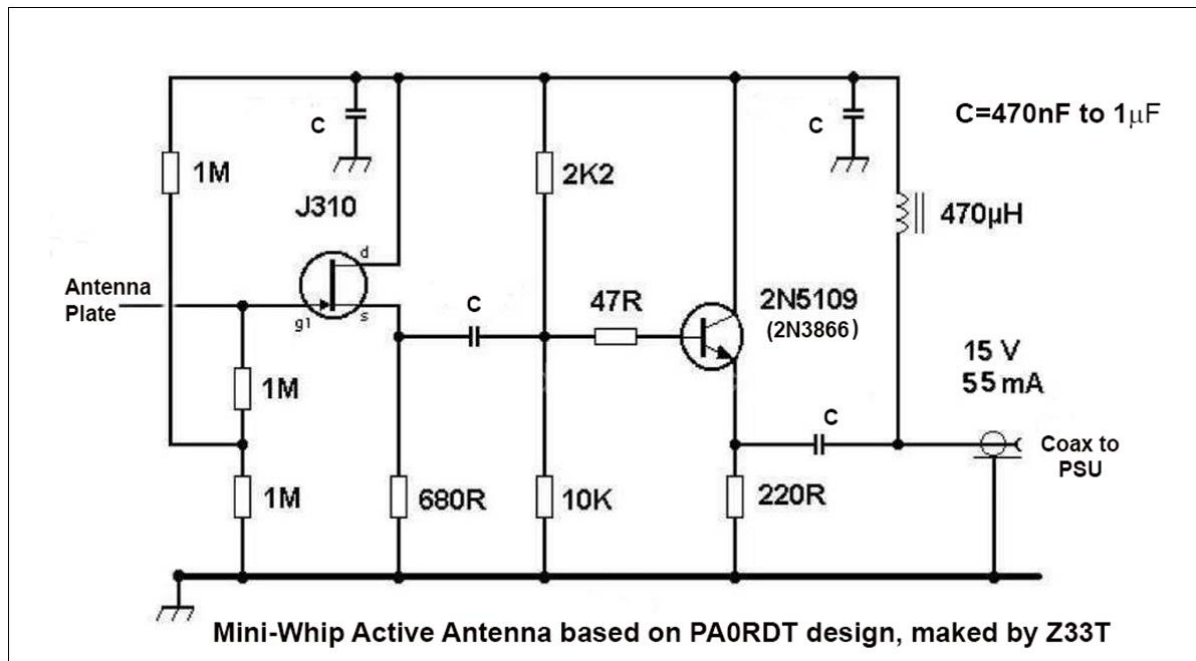 C
C
C=470nF to 1µF
1M
2K2
J310
470µH
d
Antenna
Plate
g1
s
C
47R
2N5109
(2N3866)
15 V
55 mA
1M
C
Coax to
PSU
1M
680R
10K
220R
Mini-Whip Active Antenna based on PA0RDT design, maked by Z33T